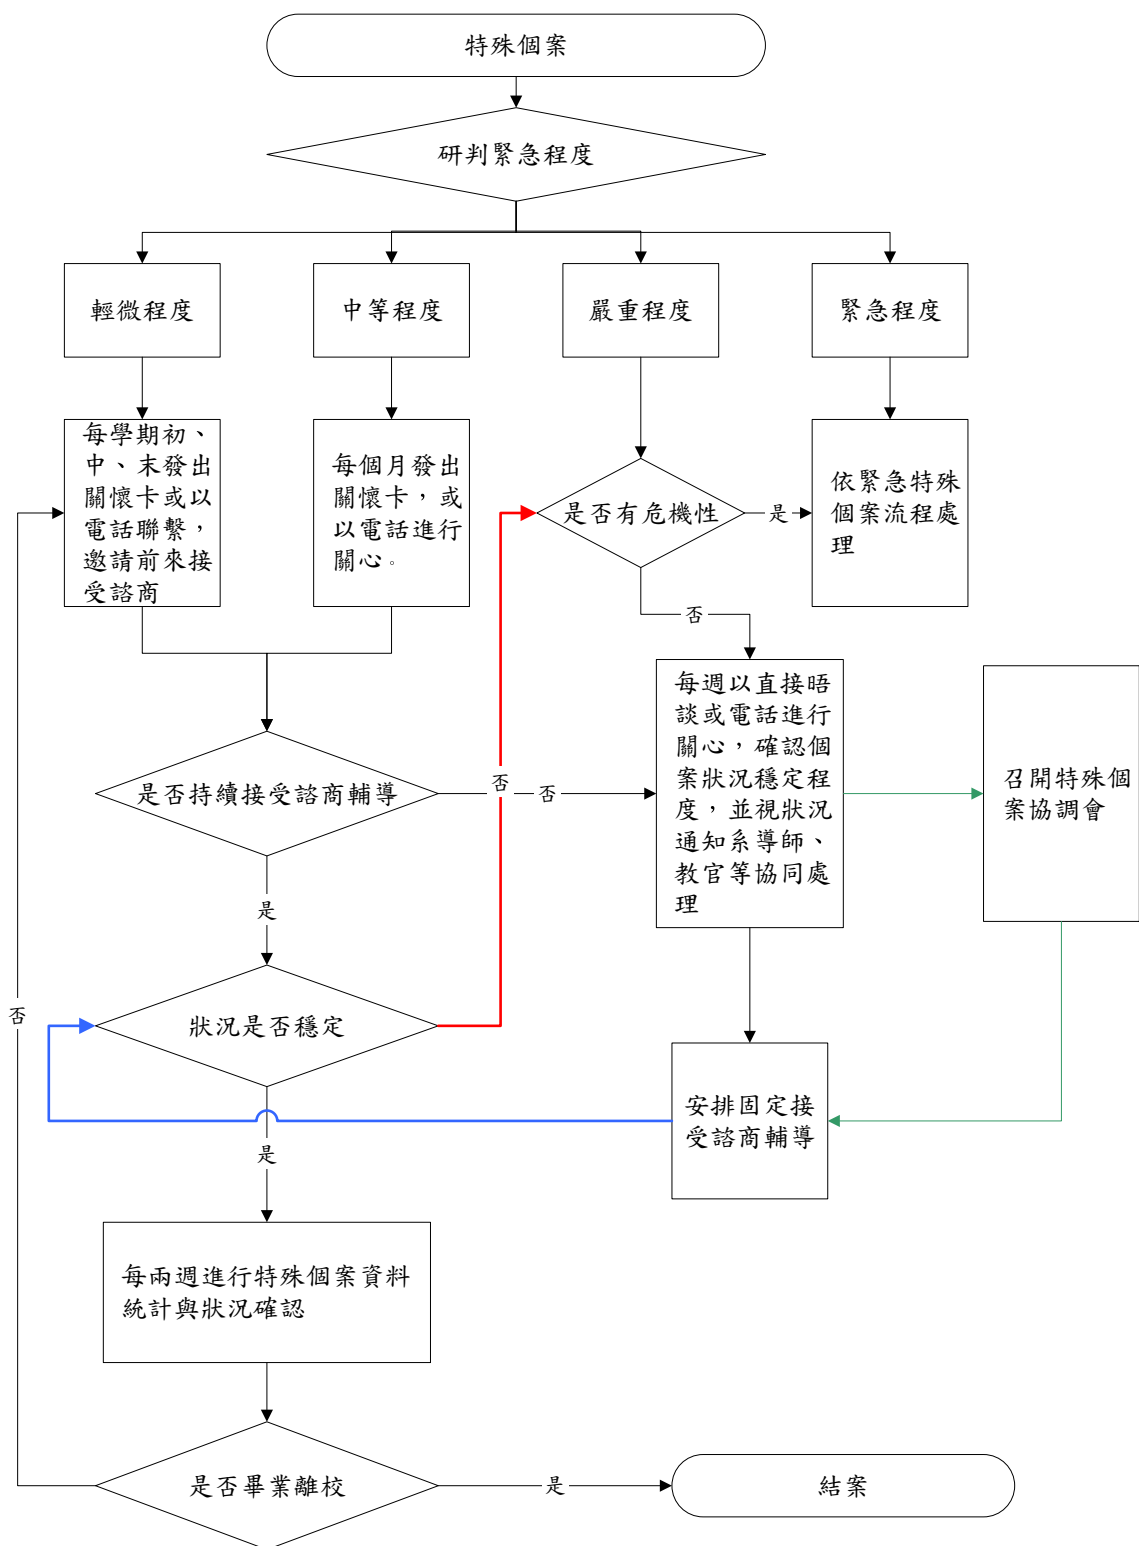 特殊個案
研判緊急程度
輕微程度
中等程度
嚴重程度
緊急程度
每學期初、
中、末發出
關懷卡或以
電話聯繫，
邀請前來接
受諮商
每個月發出
關懷卡，或
以電話進行
關心。
是否有危機性
是
依緊急特殊
個案流程處
理
否
每週以直接晤
談或電話進行
關心，確認個
案狀況穩定程
度，並視狀況
通知系導師、
教官等協同處
理
召開特殊個
案協調會
是否持續接受諮商輔導
否
否
是
狀況是否穩定
否
安排固定接
受諮商輔導
是
每兩週進行特殊個案資料
統計與狀況確認
是否畢業離校
是
結案